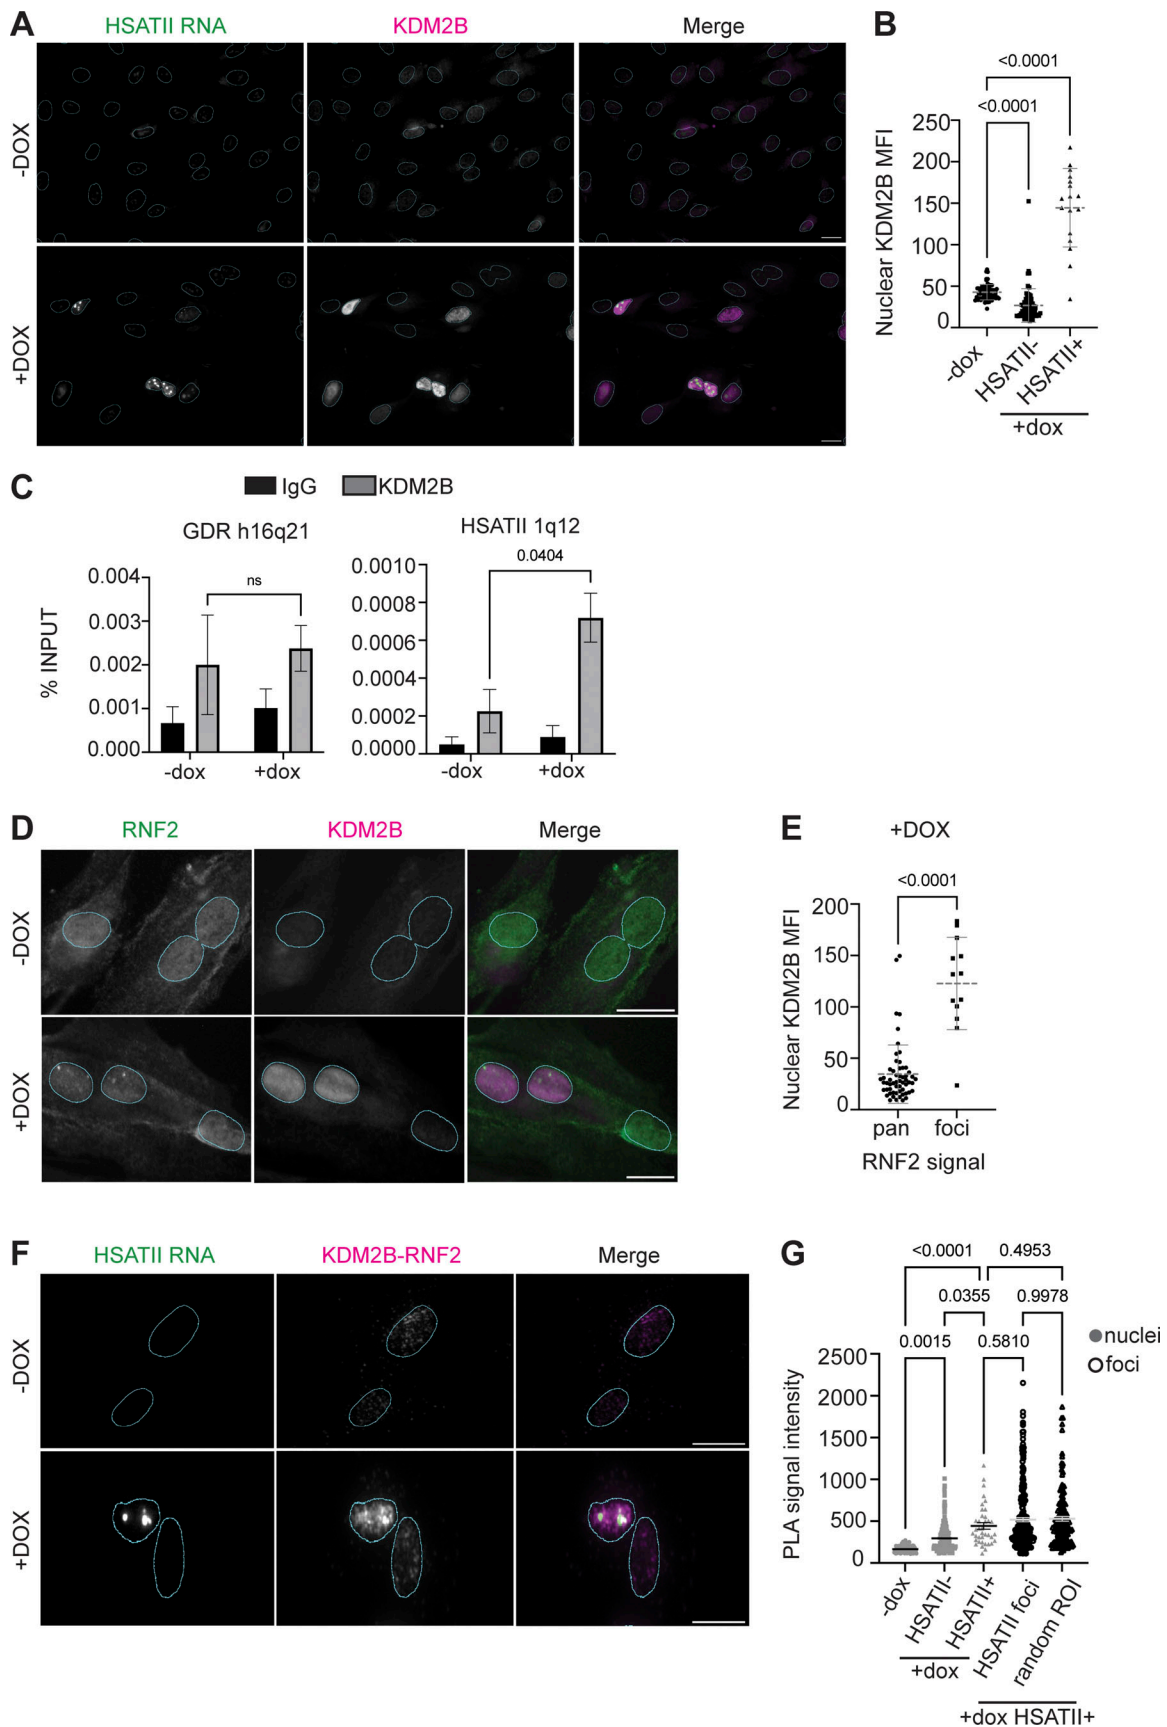 A
HSATII RNA
KDM2B
Merge
-DOX
+DOX
B
<0.0001
<0.0001
Nuclear KDM2B MFI
250
200
150
100
50
0
-dox
HSATII-
HSATII+
+dox
C
IgG
KDM2B
GDR h16q21
% INPUT
0.004
0.003
0.002
0.001
0.000
ns
-dox
+dox
HSATII 1q12
0.0010
0.0008
0.0006
0.0004
0.0002
0.0000
0.0404
-dox
+dox
D
RNF2
KDM2B
Merge
-DOX
+DOX
E
+DOX
<0.0001
Nuclear KDM2B MFI
200
150
100
50
0
pan
foci
RNF2 signal
F
HSATII RNA
KDM2B-RNF2
Merge
-DOX
+DOX
G
<0.0001
0.4953
0.0355
0.9978
0.0015
0.5810
nuclei
foci
PLA signal intensity
2500
2000
1500
1000
500
0
-dox
HSATII-
HSATII+
HSATII foci
random ROI
+dox
+dox HSATII+